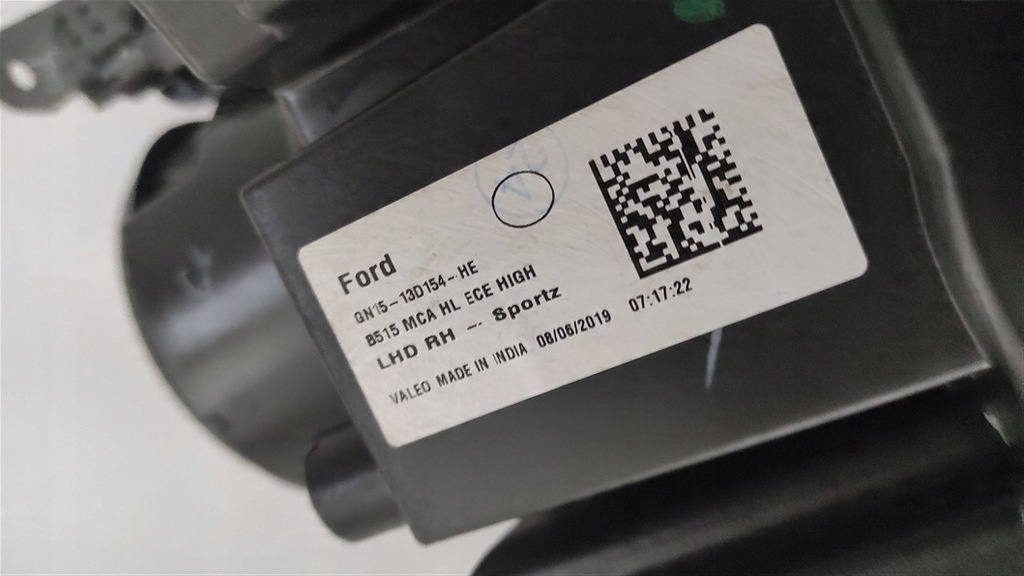 Ford
GN15-13D154-HE
B515 MCA HL ECE HIGH
LHD RH -- Sportz
VALEO MADE IN INDIA 08/06/2019 07:17:22